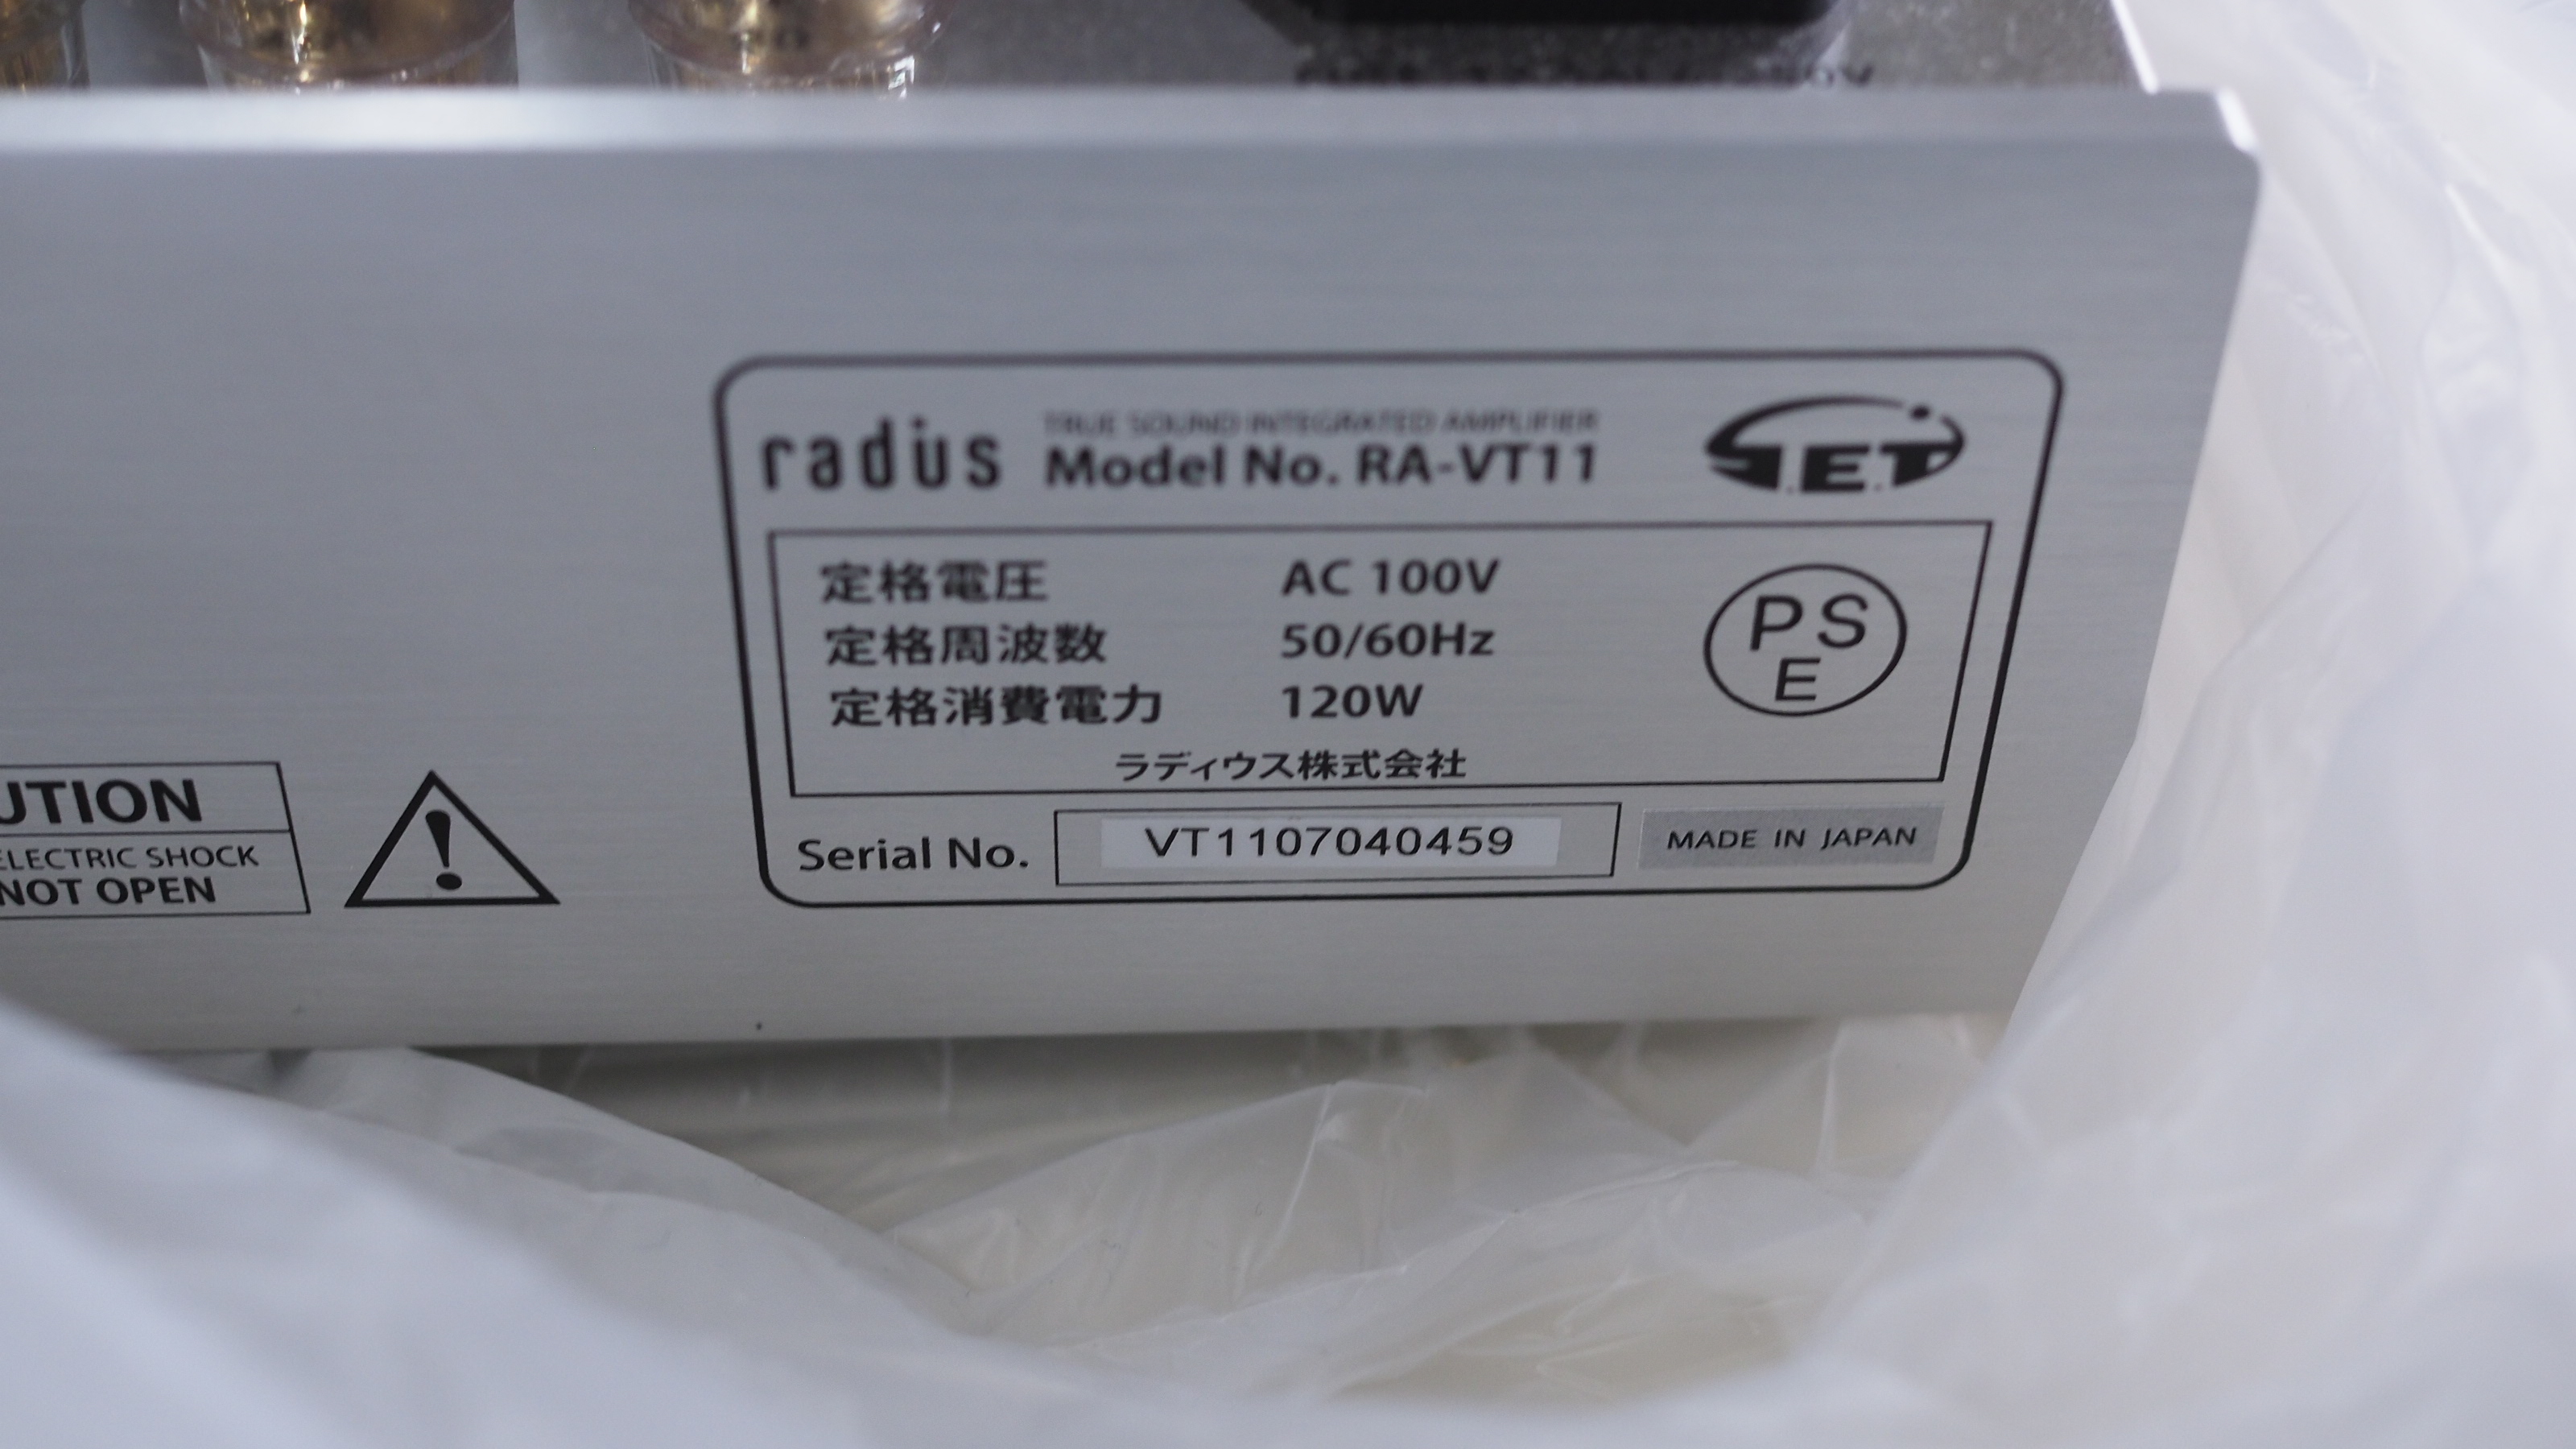 250V
radius
TRUE SOUND INTEGRATED AMPLIFIER
Model No. RA-VT11
定格電圧 AC 100V
定格周波数 50/60Hz
定格消費電力 120W
PSE
ラディウス株式会社
Serial No. VT1107040459 MADE IN JAPAN
UTION
ELECTRIC SHOCK
NOT OPEN